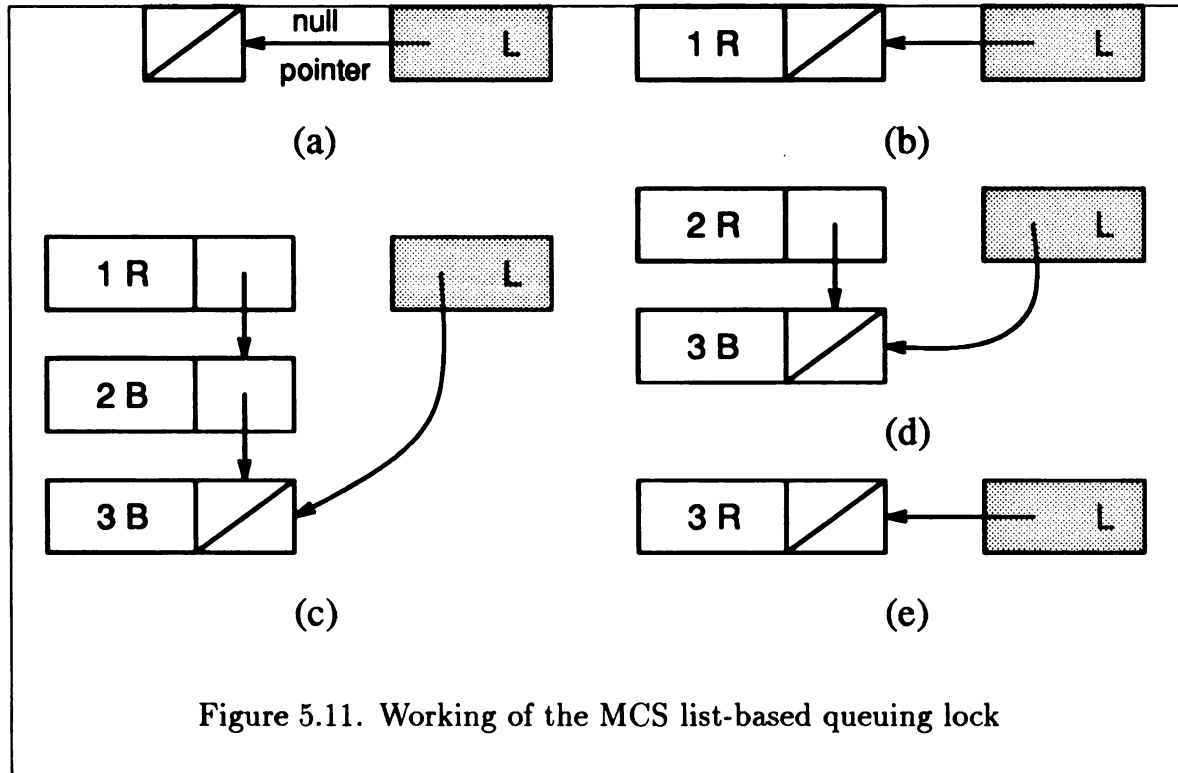 null
pointer
L
(a)
1 R
L
(b)
1 R
L
2 B
3 B
(c)
2 R
L
3 B
(d)
3 R
L
(e)
Figure 5.11. Working of the MCS list-based queuing lock